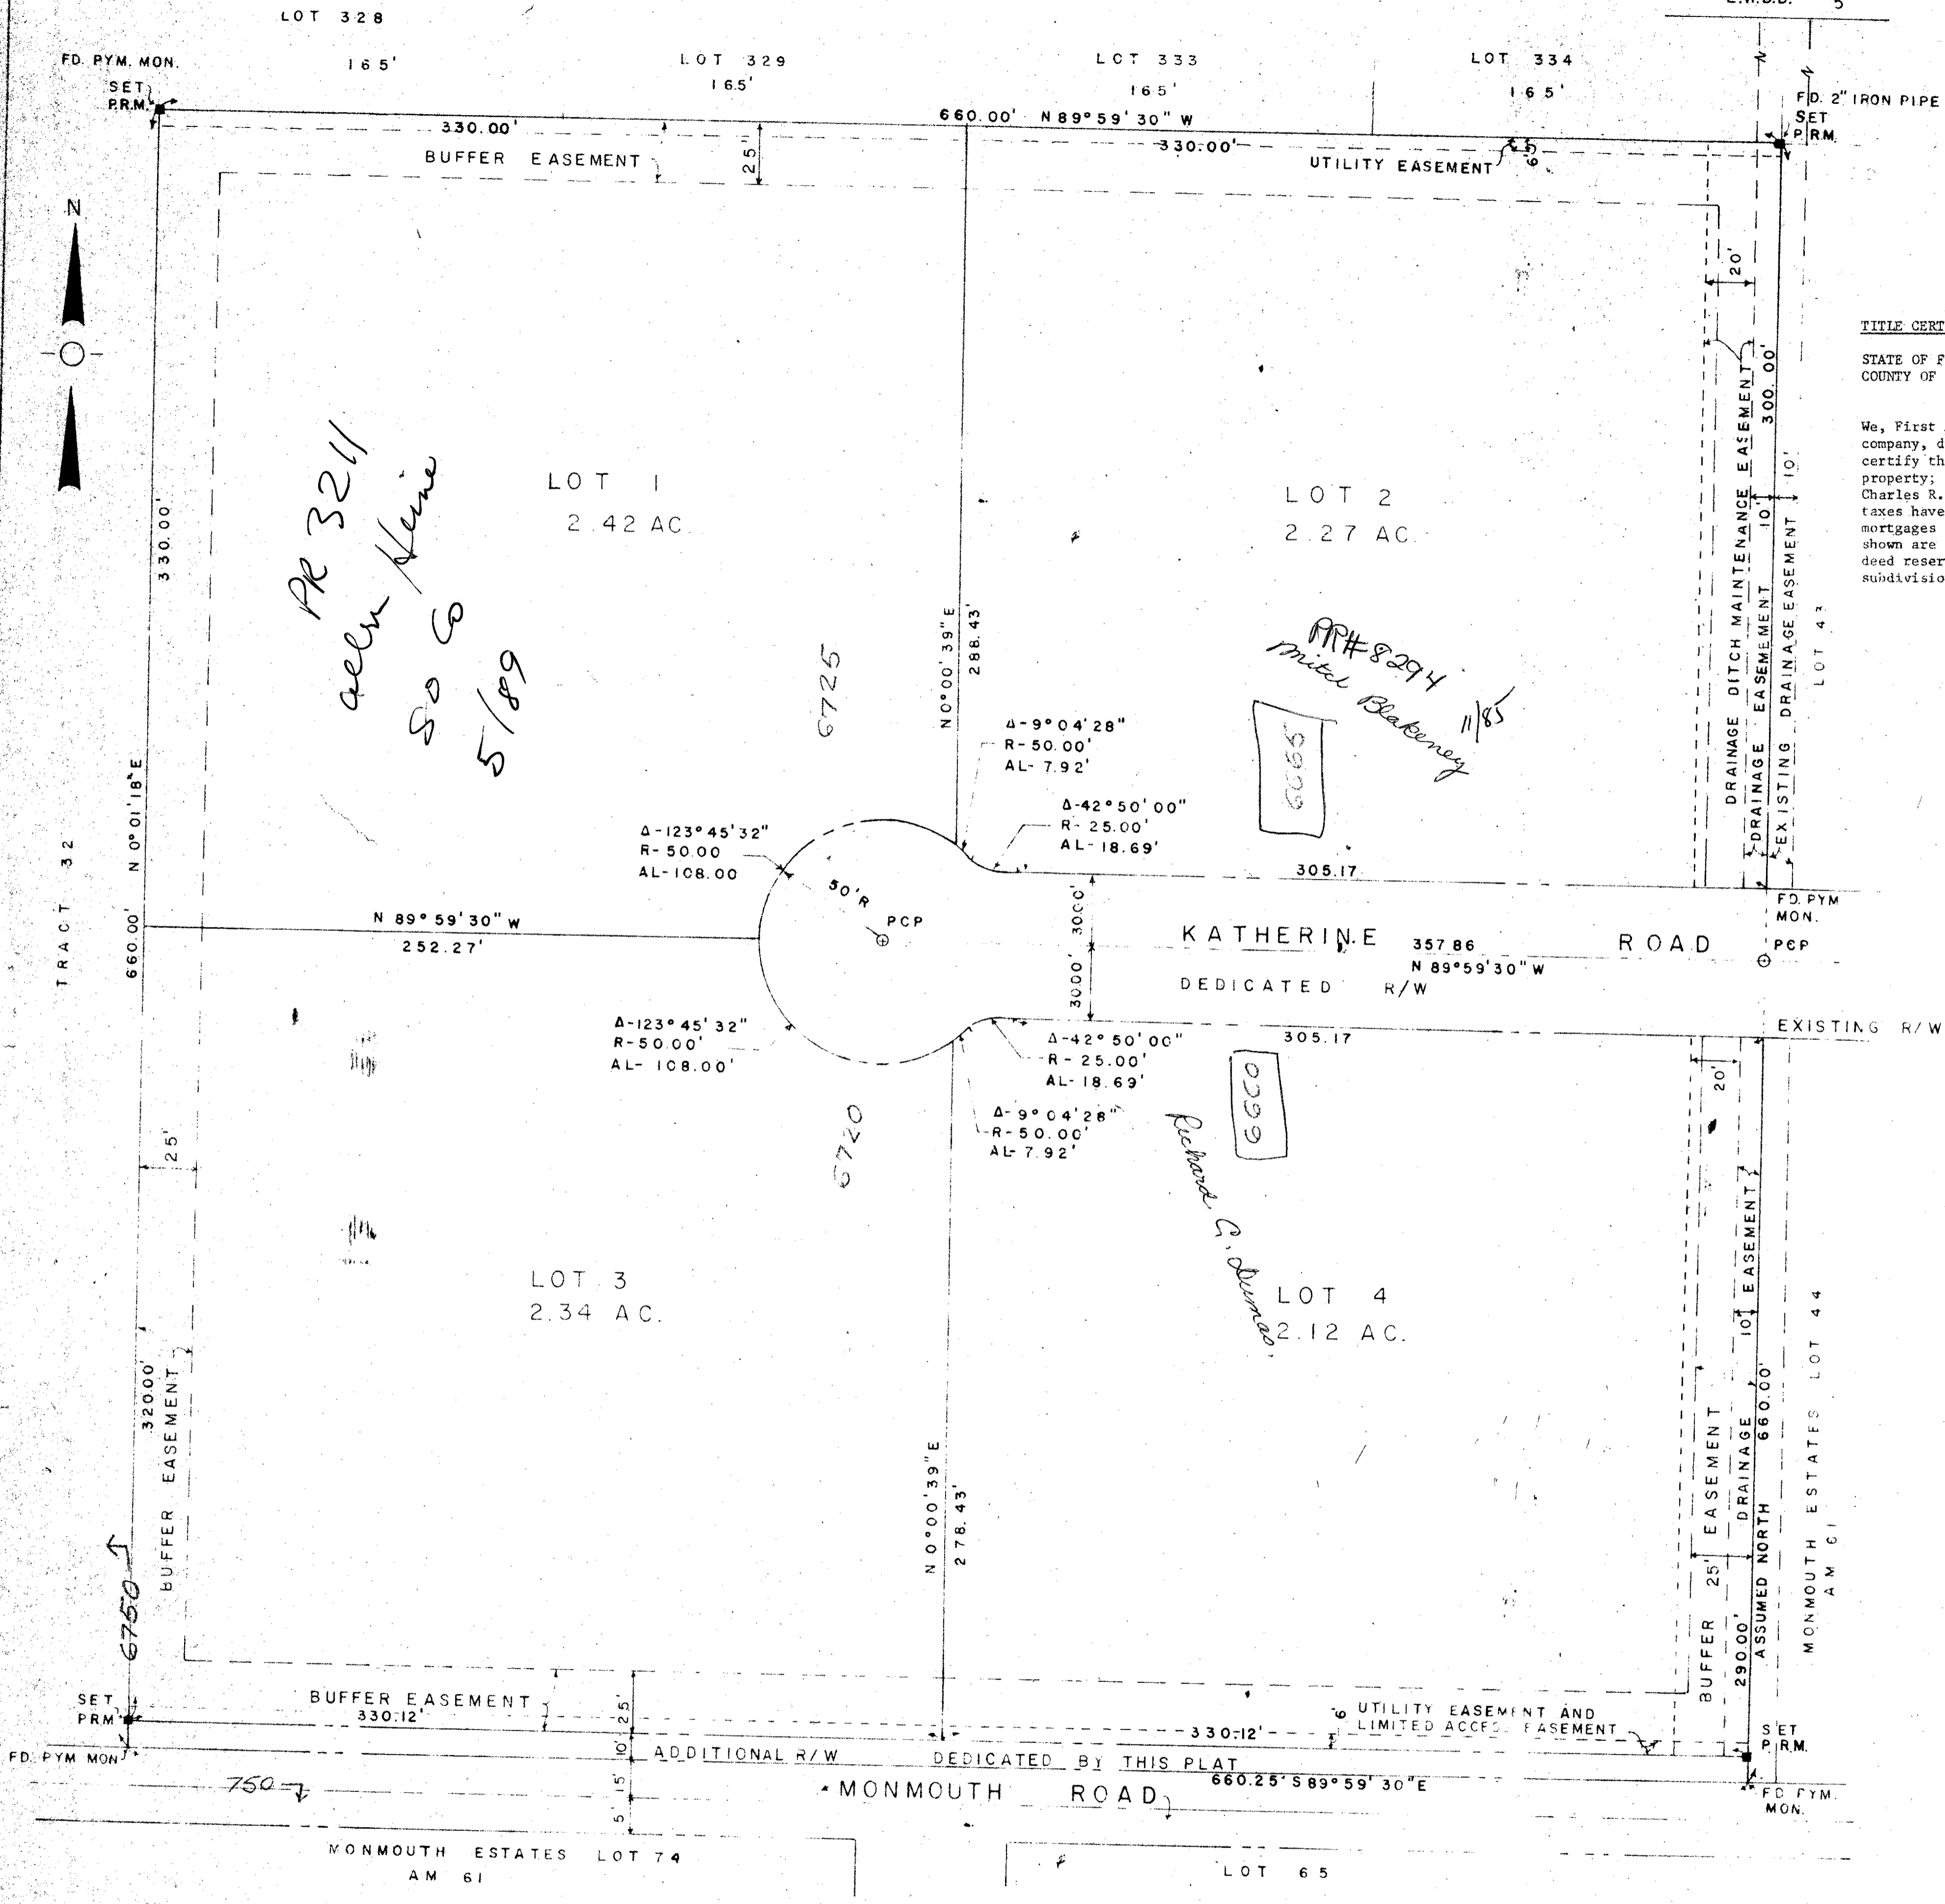 LOT 328
5
FD. PYM. MON.
165'
LOT 329
165'
LOT 333
165'
LOT 334
165'
SET
P.R.M.
FD. 2" IRON PIPE
SET
P.R.M.
660.00' N 89° 59' 30" W
330.00'
330.00'
BUFFER EASEMENT
25'
UTILITY EASEMENT
6'
N
20'
TITLE CERT
STATE OF F
COUNTY OF
We, First
company, d
certify th
property;
Charles R.
taxes have
mortgages
shown are
deed reser
subdivisio
LOT 1
2.42 AC.
LOT 2
2.27 AC.
330.00'
PR 3211
Heine
So Co
5/89
6725
N 0° 00' 39" E
288.43'
PR# 8294
Mitch Blakeney
11/85
6665
DRAINAGE DITCH MAINTENANCE EASEMENT
300.00'
10'
DRAINAGE EASEMENT
10'
EXISTING DRAINAGE EASEMENT
LOT 43
Δ-9° 04' 28"
R-50.00'
AL-7.92'
Δ-42° 50' 00"
R-25.00'
AL-18.69'
Δ-123° 45' 32"
R-50.00
AL-108.00
50'R
PCP
305.17
TRACT 32
660.00' N 0° 01' 18" E
N 89° 59' 30" W
252.27'
30.00'
30.00'
KATHERINE ROAD
357.86
N 89° 59' 30" W
DEDICATED R/W
FD. PYM
MON.
PCP
EXISTING R/W
Δ-123° 45' 32"
R-50.00'
AL-108.00'
305.17
Δ-42° 50' 00"
R-25.00'
AL-18.69'
Δ-9° 04' 28"
R-50.00'
AL-7.92'
6660
6720
Richard G. Dumas
20'
25'
LOT 3
2.34 AC.
LOT 4
2.12 AC.
320.00'
BUFFER EASEMENT
N 0° 00' 39" E
278.43'
BUFFER 25' EASEMENT
DRAINAGE 10' EASEMENT
290.00'
ASSUMED NORTH 660.00'
MONMOUTH ESTATES LOT 44
AM 61
6750
SET
PRM
BUFFER EASEMENT
330.12'
25'
330.12'
6'
UTILITY EASEMENT AND
LIMITED ACCESS EASEMENT
SET
P.R.M.
FD. PYM MON
10'
ADDITIONAL R/W DEDICATED BY THIS PLAT
660.25' S 89° 59' 30" E
750
15'
MONMOUTH ROAD
FD PYM.
MON.
5'
MONMOUTH ESTATES LOT 74
AM 61
LOT 65